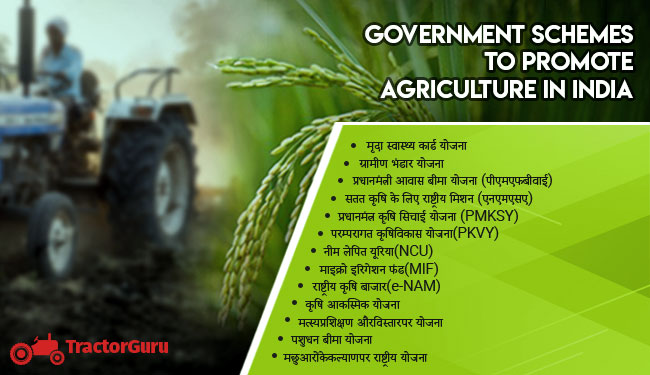 GOVERNMENT SCHEMES
TO PROMOTE
AGRICULTURE IN INDIA
• मृदा स्वास्थ्य कार्ड योजना
• ग्रामीण भंडार योजना
• प्रधानमंत्री आवास बीमा योजना (पीएमएफबीवाई)
• सतत कृषि के लिए राष्ट्रीय मिशन (एनएमएसए)
• प्रधानमंत्र कृषि सिचाई योजना (PMKSY)
• परम्परागत कृषिविकास योजना(PKVY)
• नीम लेपित यूरिया(NCU)
• माइक्रो इरिगेशन फंड(MIF)
• राष्ट्रीय कृषि बाजार(e-NAM)
• कृषि आकस्मिक योजना
• मत्स्यप्रशिक्षण औरविस्तारपर योजना
• पशुधन बीमा योजना
• मछुआरोंकेकल्याणपर राष्ट्रीय योजना
TractorGuru